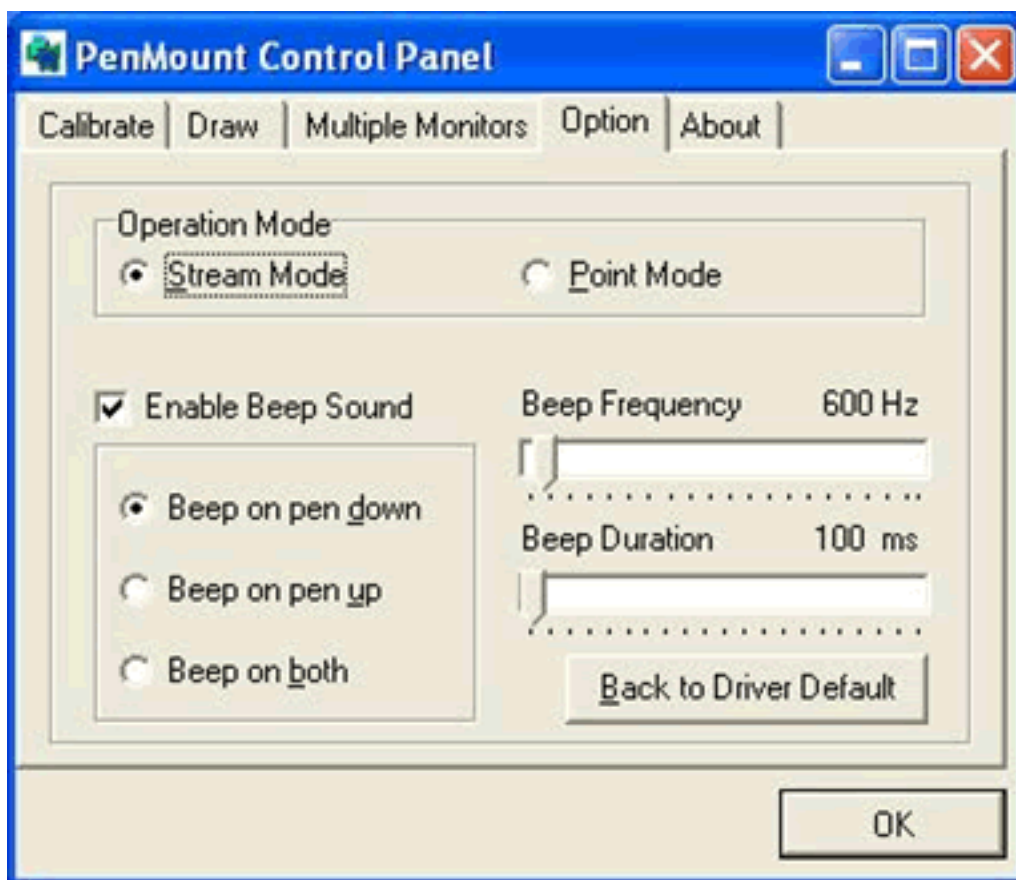 PenMount Control Panel
Calibrate Draw Multiple Monitors Option About
Operation Mode
Stream Mode Point Mode
Enable Beep Sound
Beep Frequency 600 Hz
Beep on pen down
Beep on pen up
Beep on both
Beep Duration 100 ms
Back to Driver Default
OK